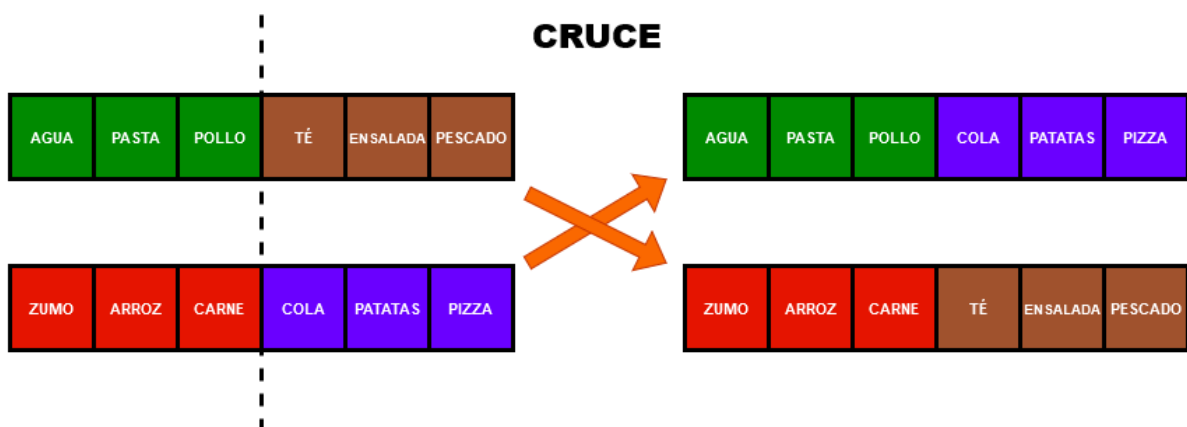 CRUCE
AGUA PASTA POLLO TÉ ENSALADA PESCADO
AGUA PASTA POLLO COLA PATATAS PIZZA
ZUMO ARROZ CARNE COLA PATATAS PIZZA
ZUMO ARROZ CARNE TÉ ENSALADA PESCADO